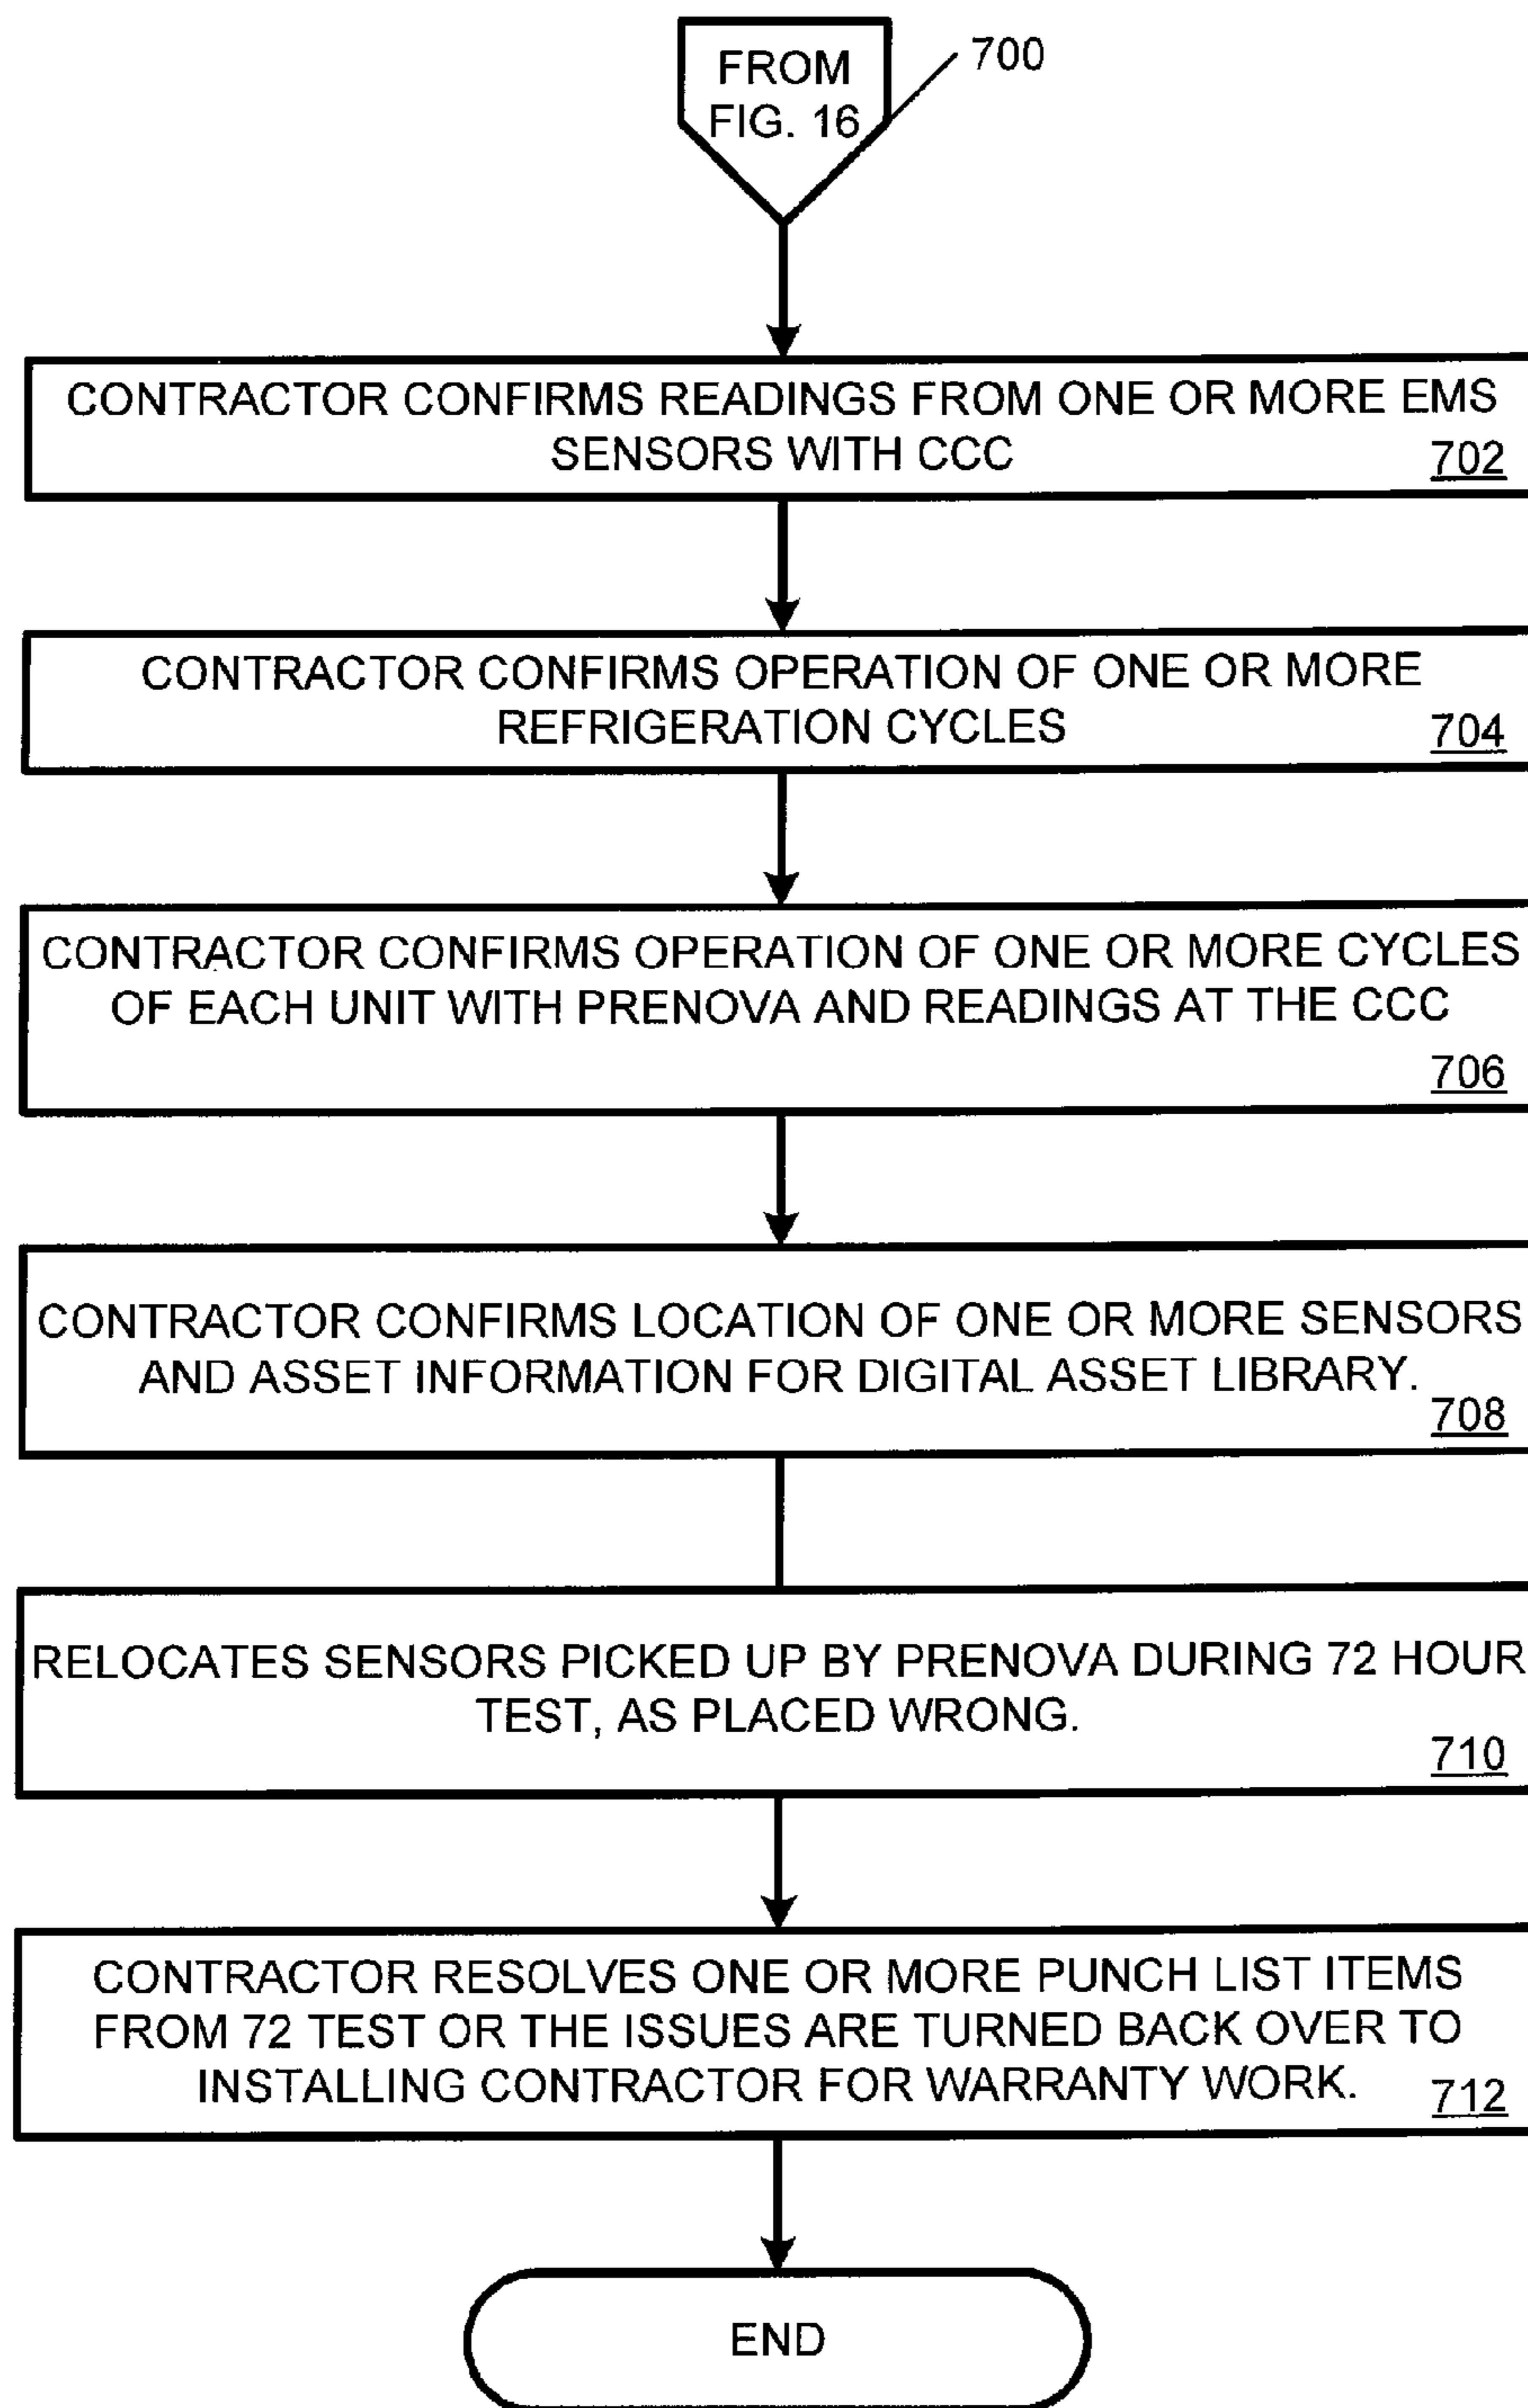 FROM
FIG. 16
700
CONTRACTOR CONFIRMS READINGS FROM ONE OR MORE EMS
SENSORS WITH CCC
702
CONTRACTOR CONFIRMS OPERATION OF ONE OR MORE
REFRIGERATION CYCLES
704
CONTRACTOR CONFIRMS OPERATION OF ONE OR MORE CYCLES
OF EACH UNIT WITH PRENOVA AND READINGS AT THE CCC
706
CONTRACTOR CONFIRMS LOCATION OF ONE OR MORE SENSORS
AND ASSET INFORMATION FOR DIGITAL ASSET LIBRARY.
708
RELOCATES SENSORS PICKED UP BY PRENOVA DURING 72 HOUR
TEST, AS PLACED WRONG.
710
CONTRACTOR RESOLVES ONE OR MORE PUNCH LIST ITEMS
FROM 72 TEST OR THE ISSUES ARE TURNED BACK OVER TO
INSTALLING CONTRACTOR FOR WARRANTY WORK.
712
END